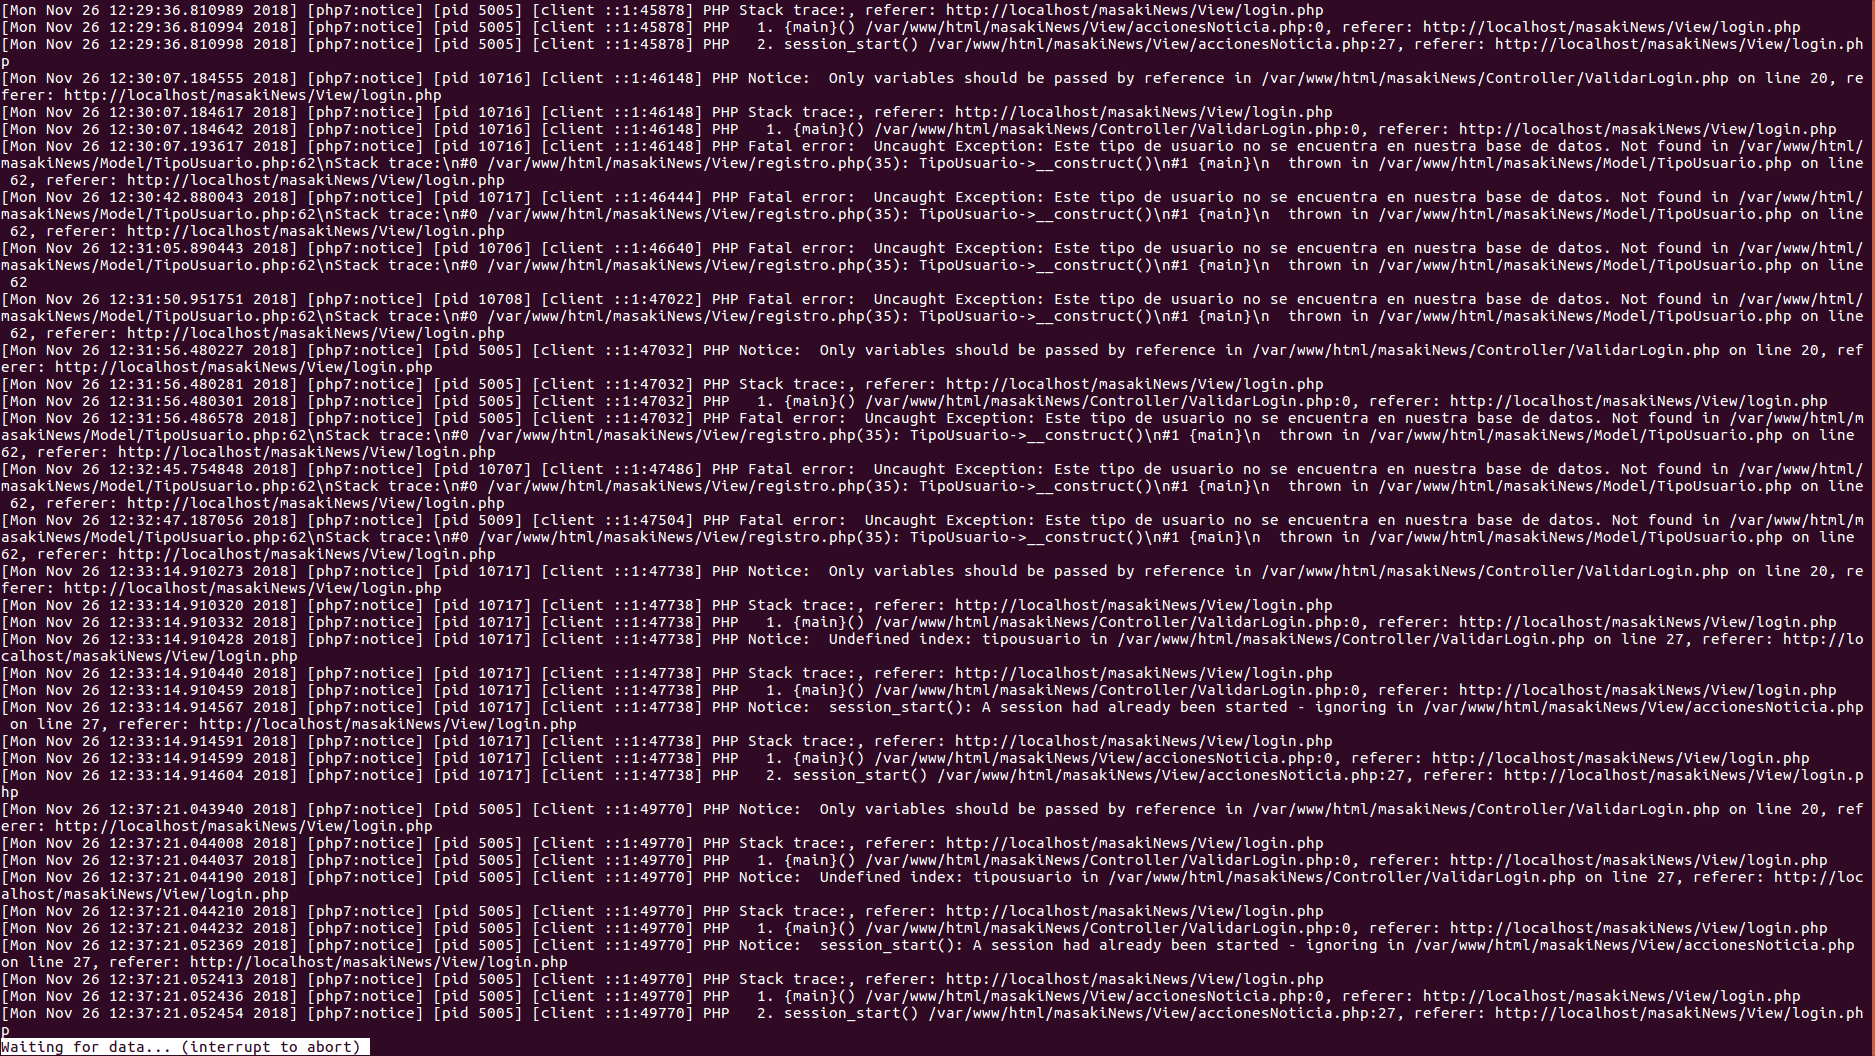 [Mon Nov 26 12:29:36.810989 2018] [php7:notice] [pid 5005] [client ::1:45878] PHP Stack trace:, referer: http://localhost/masakiNews/View/login.php
[Mon Nov 26 12:29:36.810994 2018] [php7:notice] [pid 5005] [client ::1:45878] PHP   1. {main}() /var/www/html/masakiNews/View/accionesNoticia.php:0, referer: http://localhost/masakiNews/View/login.php
[Mon Nov 26 12:29:36.810998 2018] [php7:notice] [pid 5005] [client ::1:45878] PHP   2. session_start() /var/www/html/masakiNews/View/accionesNoticia.php:27, referer: http://localhost/masakiNews/View/login.ph
p
[Mon Nov 26 12:30:07.184555 2018] [php7:notice] [pid 10716] [client ::1:46148] PHP Notice:  Only variables should be passed by reference in /var/www/html/masakiNews/Controller/ValidarLogin.php on line 20, re
ferer: http://localhost/masakiNews/View/login.php
[Mon Nov 26 12:30:07.184617 2018] [php7:notice] [pid 10716] [client ::1:46148] PHP Stack trace:, referer: http://localhost/masakiNews/View/login.php
[Mon Nov 26 12:30:07.184642 2018] [php7:notice] [pid 10716] [client ::1:46148] PHP   1. {main}() /var/www/html/masakiNews/Controller/ValidarLogin.php:0, referer: http://localhost/masakiNews/View/login.php
[Mon Nov 26 12:30:07.193617 2018] [php7:notice] [pid 10716] [client ::1:46148] PHP Fatal error:  Uncaught Exception: Este tipo de usuario no se encuentra en nuestra base de datos. Not found in /var/www/html/
masakiNews/Model/TipoUsuario.php:62\nStack trace:\n#0 /var/www/html/masakiNews/View/registro.php(35): TipoUsuario->__construct()\n#1 {main}\n  thrown in /var/www/html/masakiNews/Model/TipoUsuario.php on line
 62, referer: http://localhost/masakiNews/View/login.php
[Mon Nov 26 12:30:42.880043 2018] [php7:notice] [pid 10717] [client ::1:46444] PHP Fatal error:  Uncaught Exception: Este tipo de usuario no se encuentra en nuestra base de datos. Not found in /var/www/html/
masakiNews/Model/TipoUsuario.php:62\nStack trace:\n#0 /var/www/html/masakiNews/View/registro.php(35): TipoUsuario->__construct()\n#1 {main}\n  thrown in /var/www/html/masakiNews/Model/TipoUsuario.php on line
 62, referer: http://localhost/masakiNews/View/login.php
[Mon Nov 26 12:31:05.890443 2018] [php7:notice] [pid 10706] [client ::1:46640] PHP Fatal error:  Uncaught Exception: Este tipo de usuario no se encuentra en nuestra base de datos. Not found in /var/www/html/
masakiNews/Model/TipoUsuario.php:62\nStack trace:\n#0 /var/www/html/masakiNews/View/registro.php(35): TipoUsuario->__construct()\n#1 {main}\n  thrown in /var/www/html/masakiNews/Model/TipoUsuario.php on line
 62
[Mon Nov 26 12:31:50.951751 2018] [php7:notice] [pid 10708] [client ::1:47022] PHP Fatal error:  Uncaught Exception: Este tipo de usuario no se encuentra en nuestra base de datos. Not found in /var/www/html/
masakiNews/Model/TipoUsuario.php:62\nStack trace:\n#0 /var/www/html/masakiNews/View/registro.php(35): TipoUsuario->__construct()\n#1 {main}\n  thrown in /var/www/html/masakiNews/Model/TipoUsuario.php on line
 62, referer: http://localhost/masakiNews/View/login.php
[Mon Nov 26 12:31:56.480227 2018] [php7:notice] [pid 5005] [client ::1:47032] PHP Notice:  Only variables should be passed by reference in /var/www/html/masakiNews/Controller/ValidarLogin.php on line 20, ref
erer: http://localhost/masakiNews/View/login.php
[Mon Nov 26 12:31:56.480281 2018] [php7:notice] [pid 5005] [client ::1:47032] PHP Stack trace:, referer: http://localhost/masakiNews/View/login.php
[Mon Nov 26 12:31:56.480301 2018] [php7:notice] [pid 5005] [client ::1:47032] PHP   1. {main}() /var/www/html/masakiNews/Controller/ValidarLogin.php:0, referer: http://localhost/masakiNews/View/login.php
[Mon Nov 26 12:31:56.486578 2018] [php7:notice] [pid 5005] [client ::1:47032] PHP Fatal error:  Uncaught Exception: Este tipo de usuario no se encuentra en nuestra base de datos. Not found in /var/www/html/m
asakiNews/Model/TipoUsuario.php:62\nStack trace:\n#0 /var/www/html/masakiNews/View/registro.php(35): TipoUsuario->__construct()\n#1 {main}\n  thrown in /var/www/html/masakiNews/Model/TipoUsuario.php on line 
62, referer: http://localhost/masakiNews/View/login.php
[Mon Nov 26 12:32:45.754848 2018] [php7:notice] [pid 10707] [client ::1:47486] PHP Fatal error:  Uncaught Exception: Este tipo de usuario no se encuentra en nuestra base de datos. Not found in /var/www/html/
masakiNews/Model/TipoUsuario.php:62\nStack trace:\n#0 /var/www/html/masakiNews/View/registro.php(35): TipoUsuario->__construct()\n#1 {main}\n  thrown in /var/www/html/masakiNews/Model/TipoUsuario.php on line
 62, referer: http://localhost/masakiNews/View/login.php
[Mon Nov 26 12:32:47.187056 2018] [php7:notice] [pid 5009] [client ::1:47504] PHP Fatal error:  Uncaught Exception: Este tipo de usuario no se encuentra en nuestra base de datos. Not found in /var/www/html/m
asakiNews/Model/TipoUsuario.php:62\nStack trace:\n#0 /var/www/html/masakiNews/View/registro.php(35): TipoUsuario->__construct()\n#1 {main}\n  thrown in /var/www/html/masakiNews/Model/TipoUsuario.php on line 
62, referer: http://localhost/masakiNews/View/login.php
[Mon Nov 26 12:33:14.910273 2018] [php7:notice] [pid 10717] [client ::1:47738] PHP Notice:  Only variables should be passed by reference in /var/www/html/masakiNews/Controller/ValidarLogin.php on line 20, re
ferer: http://localhost/masakiNews/View/login.php
[Mon Nov 26 12:33:14.910320 2018] [php7:notice] [pid 10717] [client ::1:47738] PHP Stack trace:, referer: http://localhost/masakiNews/View/login.php
[Mon Nov 26 12:33:14.910332 2018] [php7:notice] [pid 10717] [client ::1:47738] PHP   1. {main}() /var/www/html/masakiNews/Controller/ValidarLogin.php:0, referer: http://localhost/masakiNews/View/login.php
[Mon Nov 26 12:33:14.910428 2018] [php7:notice] [pid 10717] [client ::1:47738] PHP Notice:  Undefined index: tipousuario in /var/www/html/masakiNews/Controller/ValidarLogin.php on line 27, referer: http://lo
calhost/masakiNews/View/login.php
[Mon Nov 26 12:33:14.910440 2018] [php7:notice] [pid 10717] [client ::1:47738] PHP Stack trace:, referer: http://localhost/masakiNews/View/login.php
[Mon Nov 26 12:33:14.910459 2018] [php7:notice] [pid 10717] [client ::1:47738] PHP   1. {main}() /var/www/html/masakiNews/Controller/ValidarLogin.php:0, referer: http://localhost/masakiNews/View/login.php
[Mon Nov 26 12:33:14.914567 2018] [php7:notice] [pid 10717] [client ::1:47738] PHP Notice:  session_start(): A session had already been started - ignoring in /var/www/html/masakiNews/View/accionesNoticia.php
 on line 27, referer: http://localhost/masakiNews/View/login.php
[Mon Nov 26 12:33:14.914591 2018] [php7:notice] [pid 10717] [client ::1:47738] PHP Stack trace:, referer: http://localhost/masakiNews/View/login.php
[Mon Nov 26 12:33:14.914599 2018] [php7:notice] [pid 10717] [client ::1:47738] PHP   1. {main}() /var/www/html/masakiNews/View/accionesNoticia.php:0, referer: http://localhost/masakiNews/View/login.php
[Mon Nov 26 12:33:14.914604 2018] [php7:notice] [pid 10717] [client ::1:47738] PHP   2. session_start() /var/www/html/masakiNews/View/accionesNoticia.php:27, referer: http://localhost/masakiNews/View/login.p
hp
[Mon Nov 26 12:37:21.043940 2018] [php7:notice] [pid 5005] [client ::1:49770] PHP Notice:  Only variables should be passed by reference in /var/www/html/masakiNews/Controller/ValidarLogin.php on line 20, ref
erer: http://localhost/masakiNews/View/login.php
[Mon Nov 26 12:37:21.044008 2018] [php7:notice] [pid 5005] [client ::1:49770] PHP Stack trace:, referer: http://localhost/masakiNews/View/login.php
[Mon Nov 26 12:37:21.044037 2018] [php7:notice] [pid 5005] [client ::1:49770] PHP   1. {main}() /var/www/html/masakiNews/Controller/ValidarLogin.php:0, referer: http://localhost/masakiNews/View/login.php
[Mon Nov 26 12:37:21.044190 2018] [php7:notice] [pid 5005] [client ::1:49770] PHP Notice:  Undefined index: tipousuario in /var/www/html/masakiNews/Controller/ValidarLogin.php on line 27, referer: http://loc
alhost/masakiNews/View/login.php
[Mon Nov 26 12:37:21.044210 2018] [php7:notice] [pid 5005] [client ::1:49770] PHP Stack trace:, referer: http://localhost/masakiNews/View/login.php
[Mon Nov 26 12:37:21.044232 2018] [php7:notice] [pid 5005] [client ::1:49770] PHP   1. {main}() /var/www/html/masakiNews/Controller/ValidarLogin.php:0, referer: http://localhost/masakiNews/View/login.php
[Mon Nov 26 12:37:21.052369 2018] [php7:notice] [pid 5005] [client ::1:49770] PHP Notice:  session_start(): A session had already been started - ignoring in /var/www/html/masakiNews/View/accionesNoticia.php 
on line 27, referer: http://localhost/masakiNews/View/login.php
[Mon Nov 26 12:37:21.052413 2018] [php7:notice] [pid 5005] [client ::1:49770] PHP Stack trace:, referer: http://localhost/masakiNews/View/login.php
[Mon Nov 26 12:37:21.052436 2018] [php7:notice] [pid 5005] [client ::1:49770] PHP   1. {main}() /var/www/html/masakiNews/View/accionesNoticia.php:0, referer: http://localhost/masakiNews/View/login.php
[Mon Nov 26 12:37:21.052454 2018] [php7:notice] [pid 5005] [client ::1:49770] PHP   2. session_start() /var/www/html/masakiNews/View/accionesNoticia.php:27, referer: http://localhost/masakiNews/View/login.ph
p
Waiting for data... (interrupt to abort)